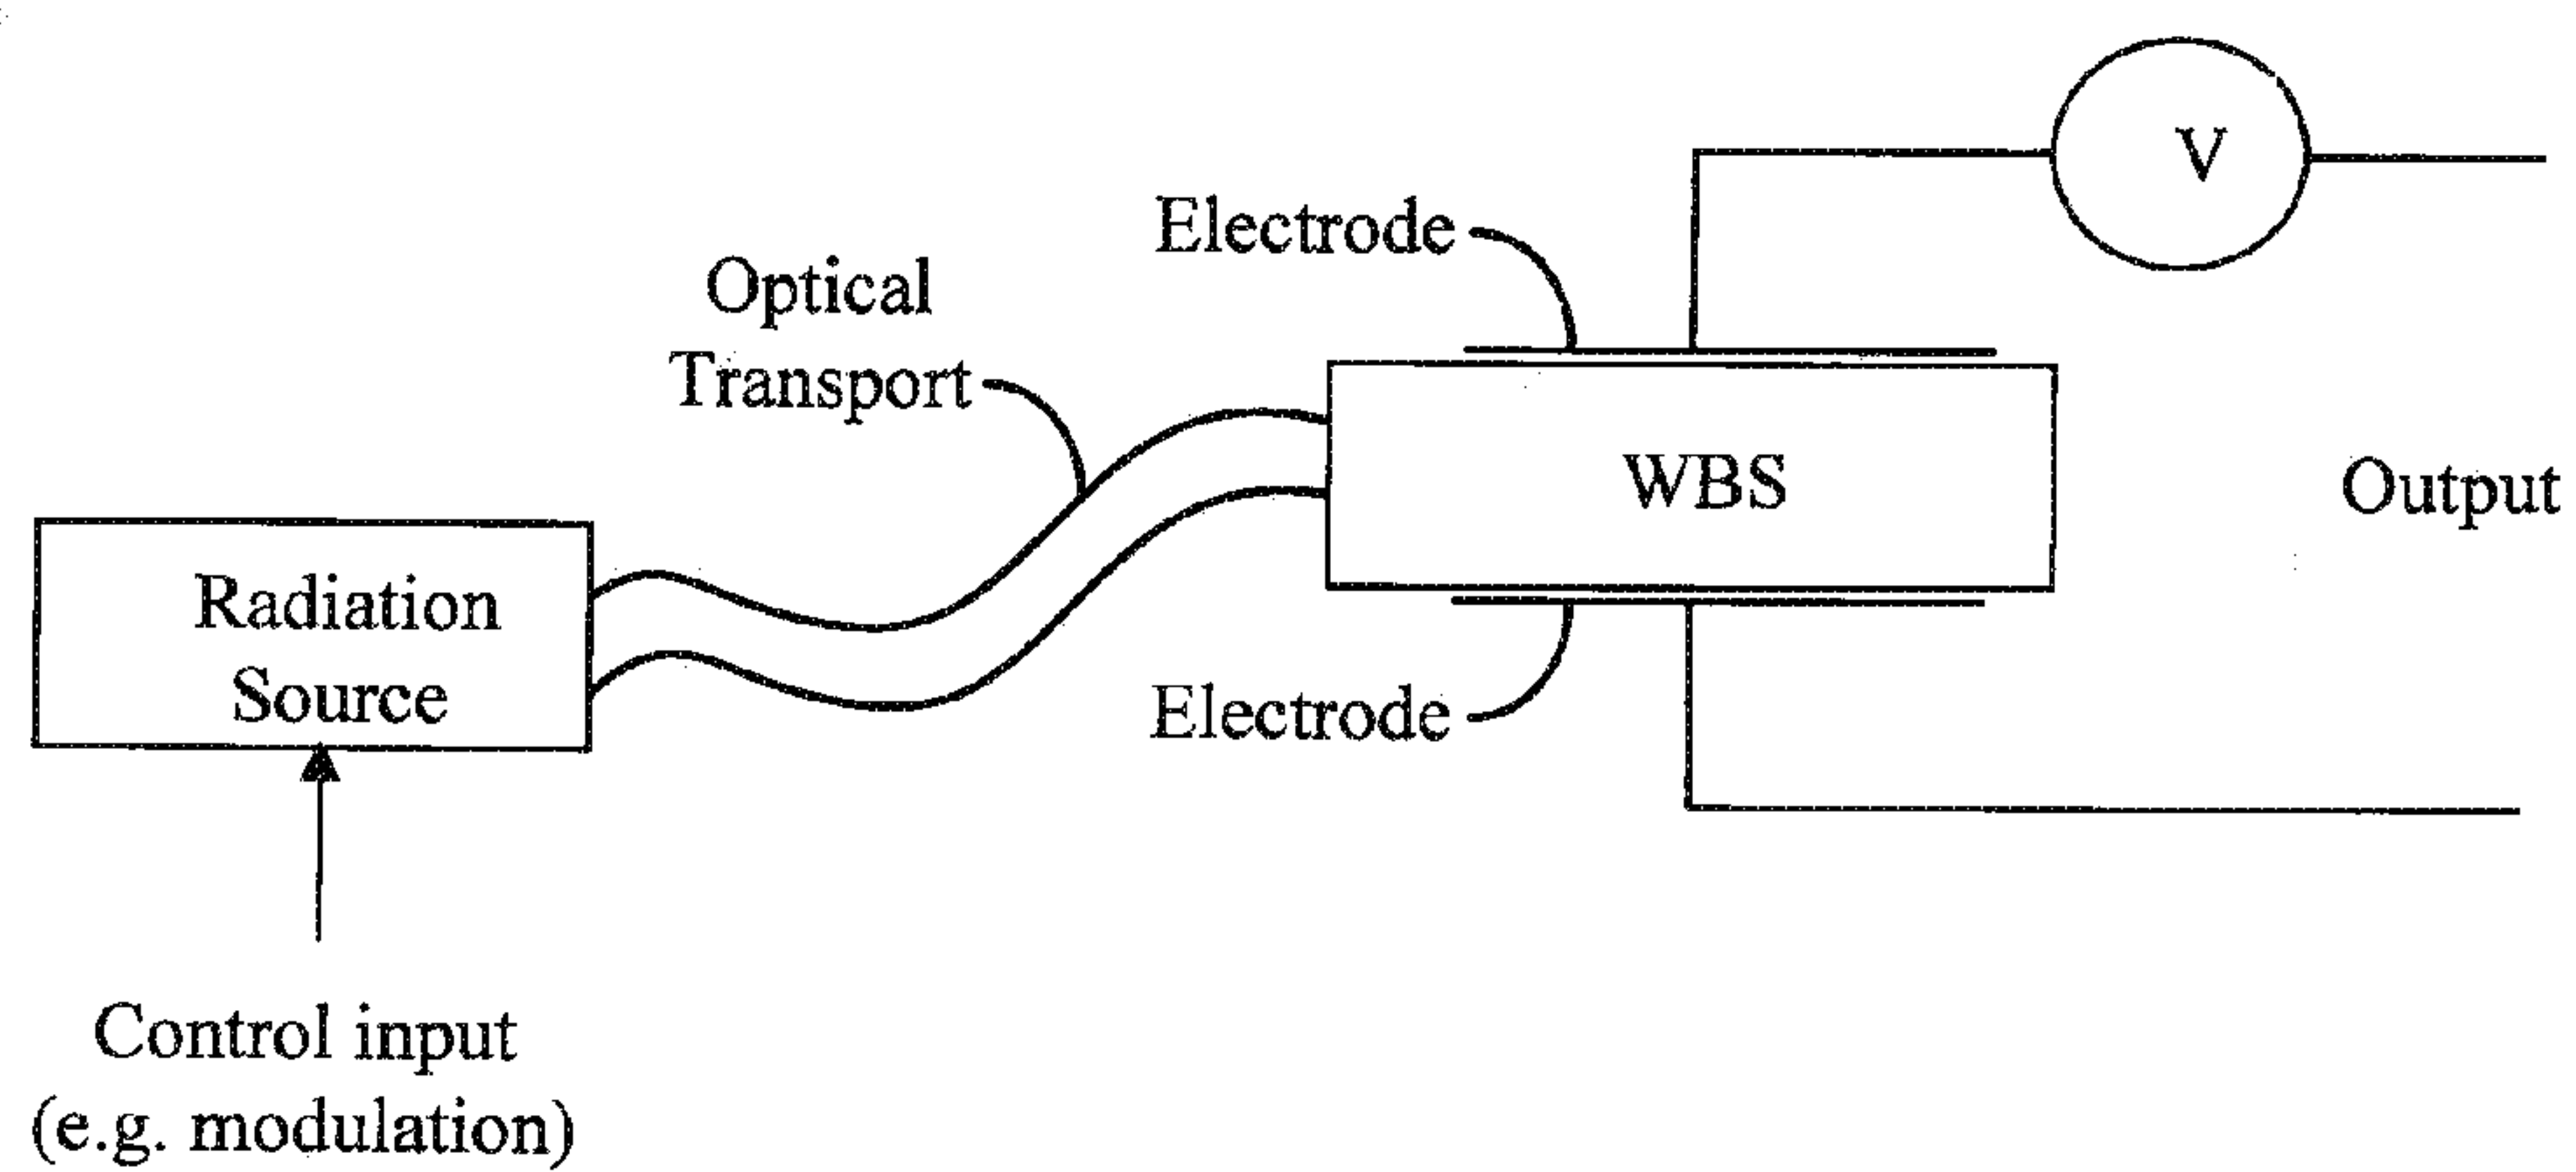 V
Electrode
Optical
Transport
WBS
Output
Radiation
Source
Electrode
Control input
(e.g. modulation)